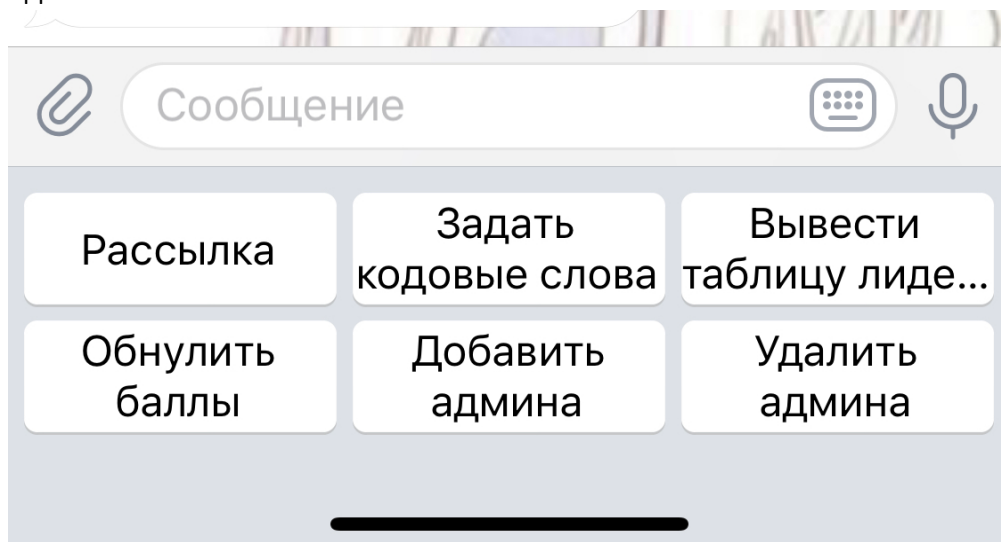 Сообщение
Рассылка
Задать
кодовые слова
Вывести
таблицу лиде...
Обнулить
баллы
Добавить
админа
Удалить
админа